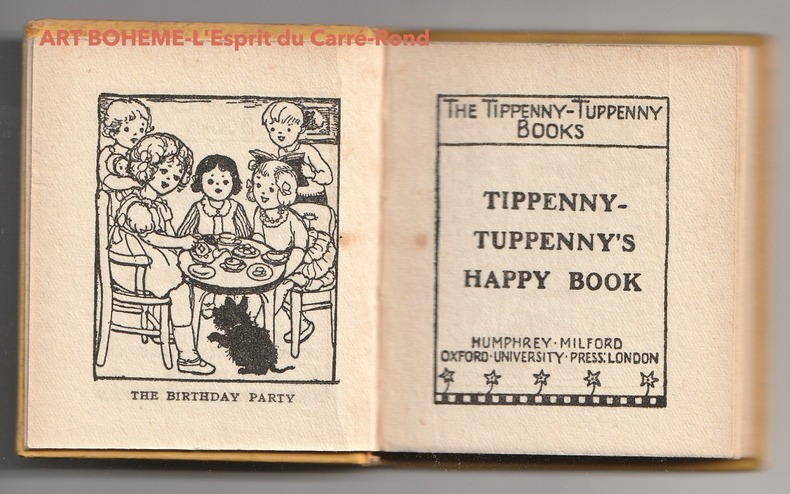 ART BOHEME-L'Esprit du Carré-Rond
THE BIRTHDAY PARTY
THE TIPPENNY-TUPPENNY
BOOKS
TIPPENNY-
TUPPENNY'S
HAPPY BOOK
HUMPHREY·MILFORD
OXFORD·UNIVERSITY·PRESS:LONDON